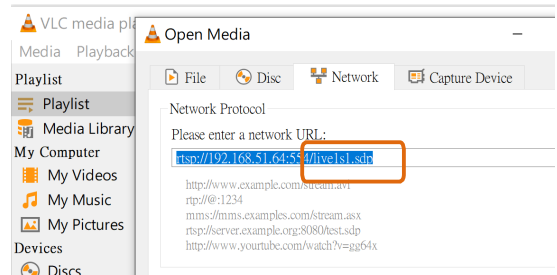 VLC media pla
Open Media
Media Playback
File Disc Network Capture Device
Playlist
Network Protocol
Playlist
Please enter a network URL:
Media Library
rtsp://192.168.51.64:554/live1s1.sdp
My Computer
http://www.example.com/stream.avi
My Videos
rtp://@:1234
My Music
mms://mms.examples.com/stream.asx
My Pictures
rtsp://server.example.org:8080/test.sdp
Devices
http://www.yourtube.com/watch?v=gg64x
Discs